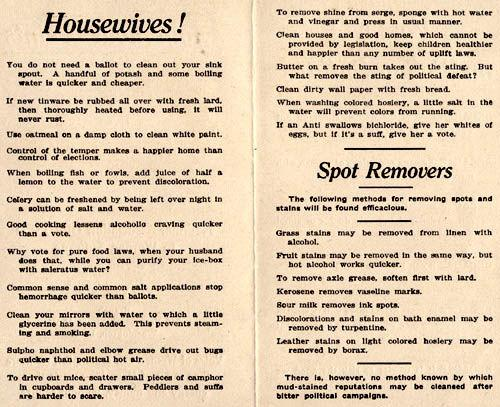 Housewives!
You do not need a ballot to clean out your sink
spout. A handful of potash and some boiling
water is quicker and cheaper.
If new tinware be rubbed all over with fresh lard,
then thoroughly heated before using, it will
never rust.
Use oatmeal on a damp cloth to clean white paint.
Control of the temper makes a happier home than
control of elections.
When boiling fish or fowls, add juice of half a
lemon to the water to prevent discoloration.
Celery can be freshened by being left over night in
a solution of salt and water.
Good cooking lessens alcoholic craving quicker
than a vote.
Why vote for pure food laws, when your husband
does that, while you can purify your ice-box
with saleratus water?
Common sense and common salt applications stop
hemorrhage quicker than ballots.
Clean your mirrors with water to which a little
glycerine has been added. This prevents steam-
ing and smoking.
Sulpho naphthol and elbow grease drive out bugs
quicker than political hot air.
To drive out mice, scatter small pieces of camphor
in cupboards and drawers. Peddlers and suffs
are harder to scare.
To remove shine from serge, sponge with hot water
and vinegar and press in usual manner.
Clean houses and good homes, which cannot be
provided by legislation, keep children healthier
and happier than any number of uplift laws.
Butter on a fresh burn takes out the sting. But
what removes the sting of political defeat?
Clean dirty wall paper with fresh bread.
When washing colored hosiery, a little salt in the
water will prevent colors from running.
If an Anti swallows bichloride, give her whites of
eggs, but if it's a suff, give her a vote.
Spot Removers
The following methods for removing spots and
stains will be found efficacious.
Grass stains may be removed from linen with
alcohol.
Fruit stains may be removed in the same way, but
hot alcohol works quicker.
To remove axle grease, soften first with lard.
Kerosene removes vaseline marks.
Sour milk removes ink spots.
Discolorations and stains on bath enamel may be
removed by turpentine.
Leather stains on light colored hosiery may be
removed by borax.
There is, however, no method known by which
mud-stained reputations may be cleansed after
bitter political campaigns.